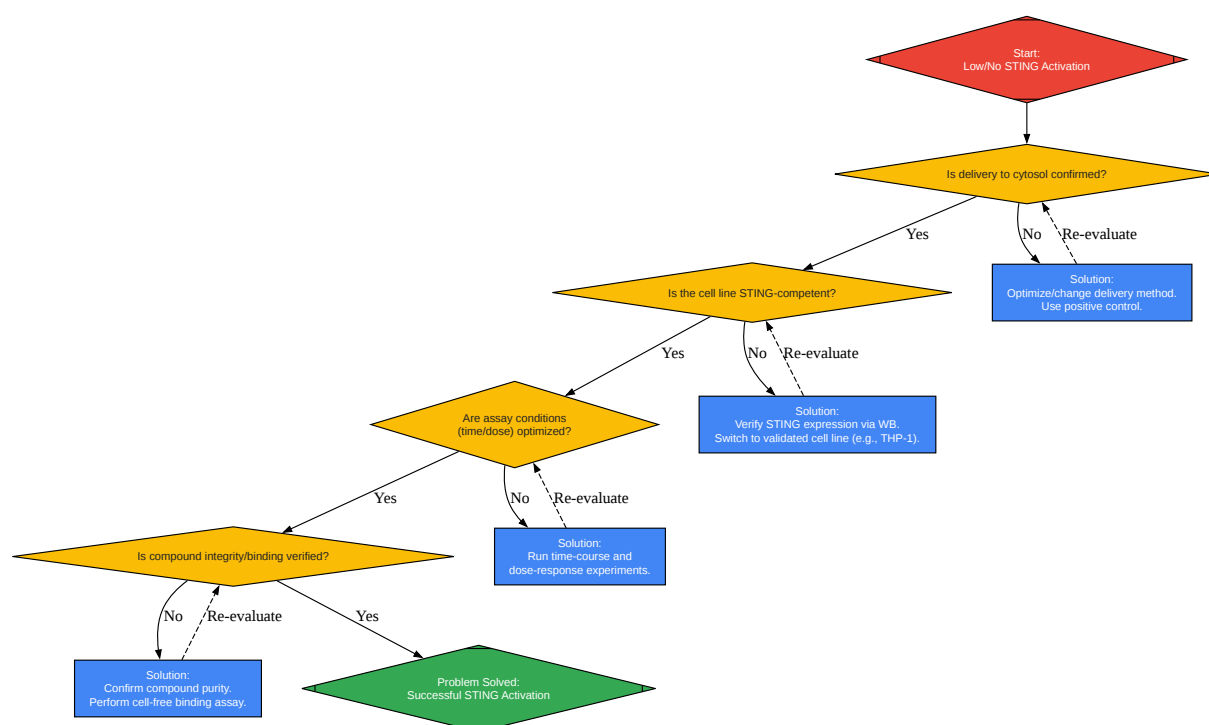 Start:
Low/No STING Activation
Is delivery to cytosol confirmed?
Yes
No
Re-evaluate
Solution:
Optimize/change delivery method.
Use positive control.
Is the cell line STING-competent?
Yes
No
Re-evaluate
Solution:
Verify STING expression via WB.
Switch to validated cell line (e.g., THP-1).
Are assay conditions
(time/dose) optimized?
Yes
No
Re-evaluate
Solution:
Run time-course and
dose-response experiments.
Is compound integrity/binding verified?
No
Re-evaluate
Yes
Solution:
Confirm compound purity.
Perform cell-free binding assay.
Problem Solved:
Successful STING Activation